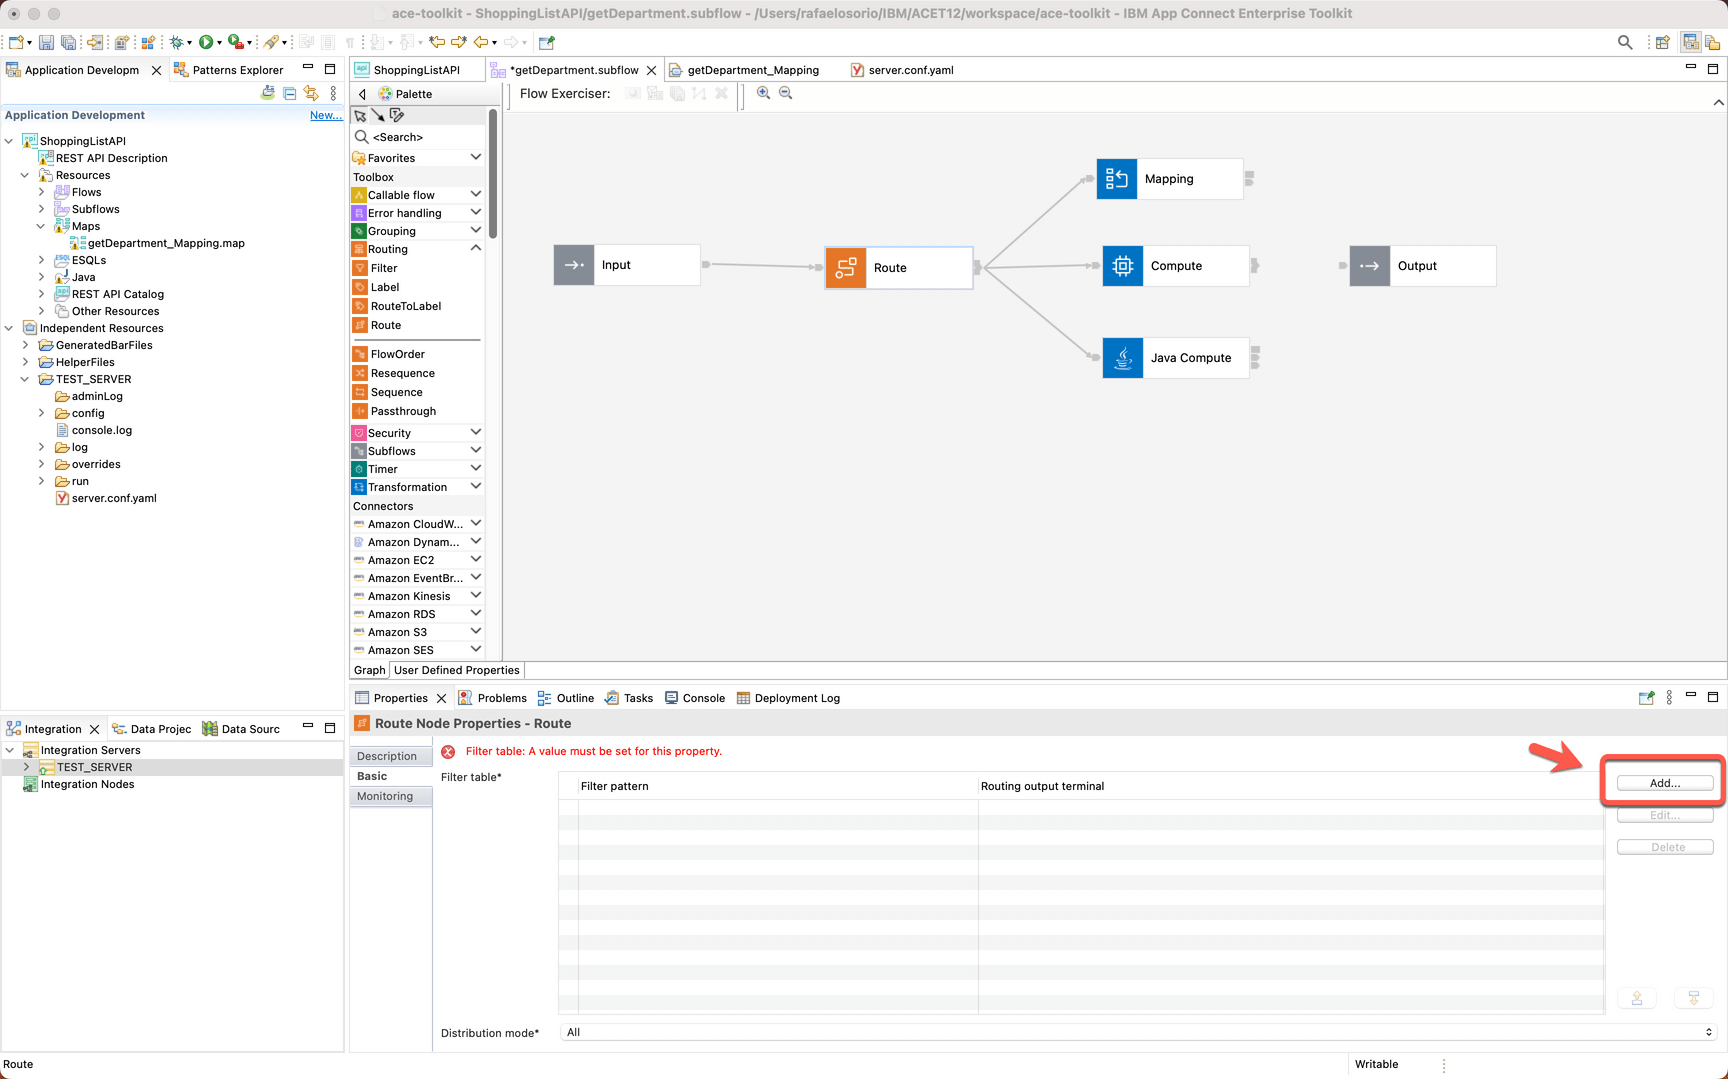 ace-toolkit - ShoppingListAPI/getDepartment.subflow - /Users/rafaelosorio/IBM/ACET12/workspace/ace-toolkit - IBM App Connect Enterprise Toolkit
Application Developm
Patterns Explorer
Application Development
New...
ShoppingListAPI
REST API Description
Resources
Flows
Subflows
Maps
getDepartment_Mapping.map
ESQLs
Java
REST API Catalog
Other Resources
Independent Resources
GeneratedBarFiles
HelperFiles
TEST_SERVER
adminLog
config
console.log
log
overrides
run
server.conf.yaml
Integration
Data Projec
Data Sourc
Integration Servers
TEST_SERVER
Integration Nodes
ShoppingListAPI
*getDepartment.subflow
getDepartment_Mapping
server.conf.yaml
Palette
Flow Exerciser:
<Search>
Favorites
Toolbox
Callable flow
Error handling
Grouping
Routing
Filter
Label
RouteToLabel
Route
FlowOrder
Resequence
Sequence
Passthrough
Security
Subflows
Timer
Transformation
Connectors
Amazon CloudW...
Amazon Dynam...
Amazon EC2
Amazon EventBr...
Amazon Kinesis
Amazon RDS
Amazon S3
Amazon SES
Input
Route
Mapping
Compute
Java Compute
Output
Graph
User Defined Properties
Properties
Problems
Outline
Tasks
Console
Deployment Log
Route Node Properties - Route
Description
Basic
Monitoring
Filter table: A value must be set for this property.
Filter table*
Filter pattern
Routing output terminal
Add...
Edit...
Delete
Distribution mode*
All
Route
Writable